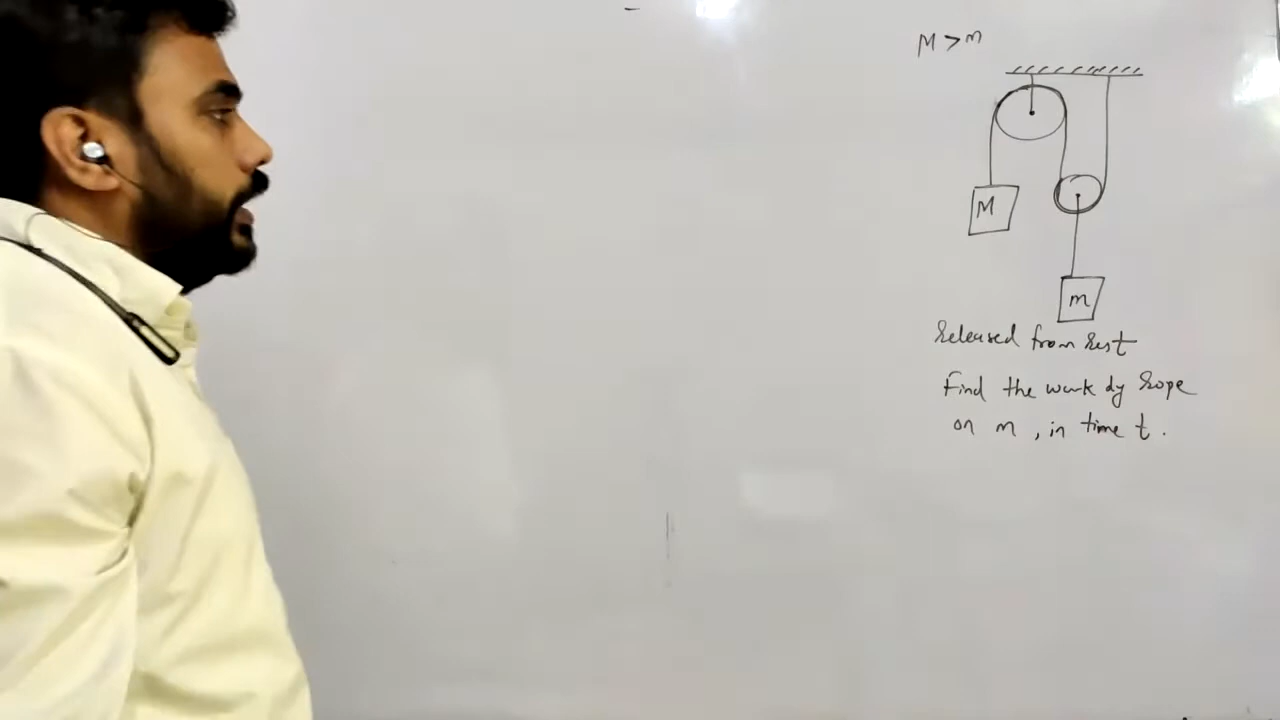 M > m
M
m
Released from Rest
Find the work by Rope
on m, in time t.